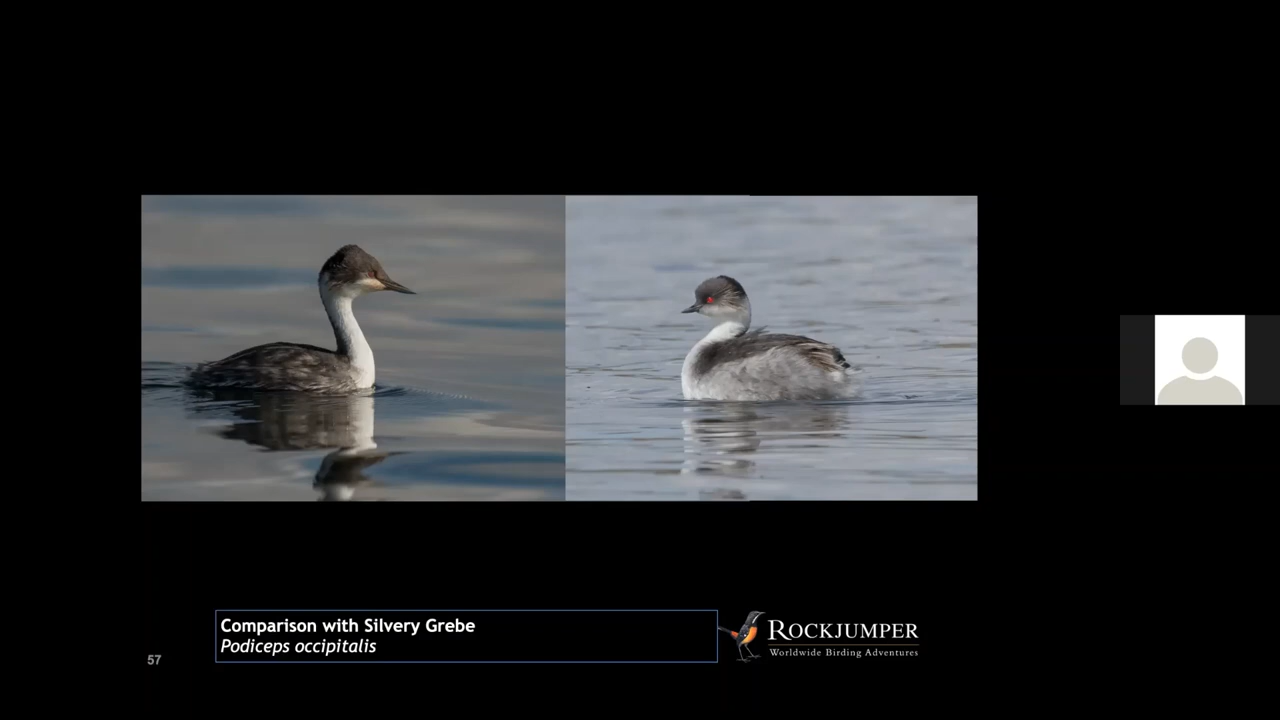 Comparison with Silvery Grebe
Podiceps occipitalis
57
ROCKJUMPER
Worldwide Birding Adventures